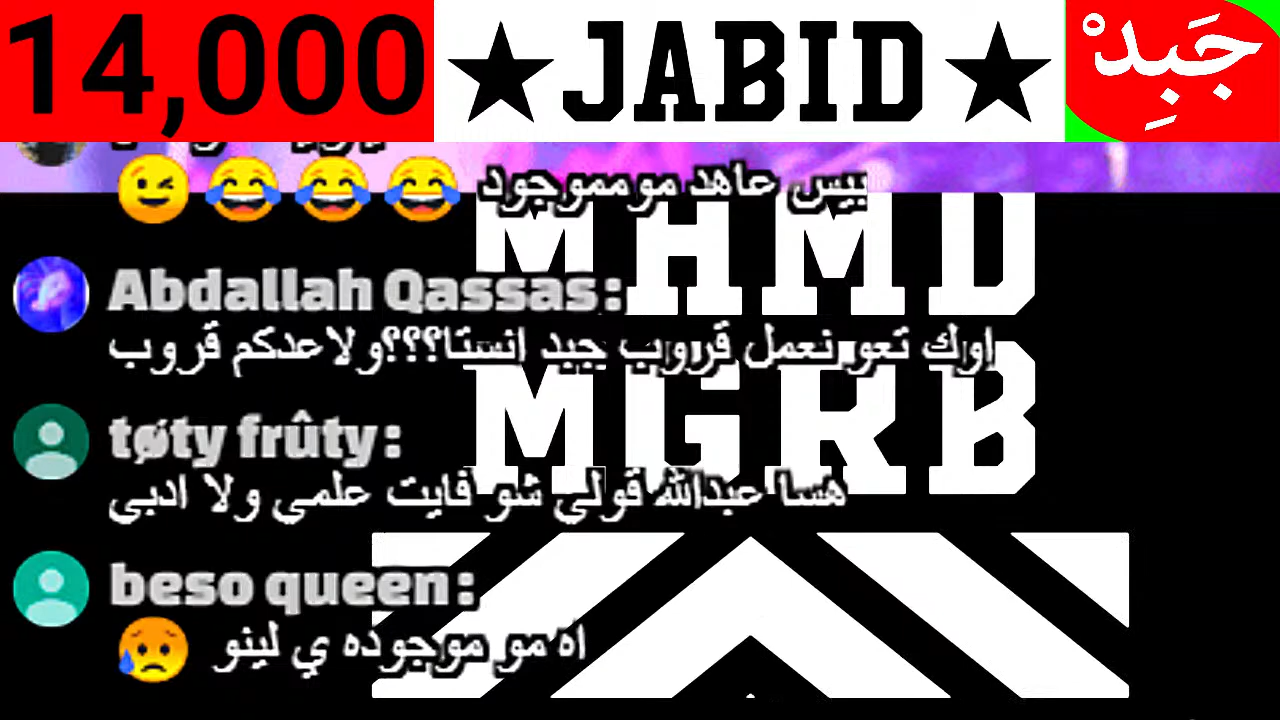 14,000 ★JABID★ جَبِدْ
بيس عاهد مومموجود 😂😂😂😉
MHMD
Abdallah Qassas:
اوك تعو نعمل قروب جبد انستا؟؟؟ولاعدكم قروب
MGRB
tøty frûty:
هسا عبدالله قولي شو فايت علمي ولا ادبي
beso queen:
اه مو موجوده ي لينو 😥